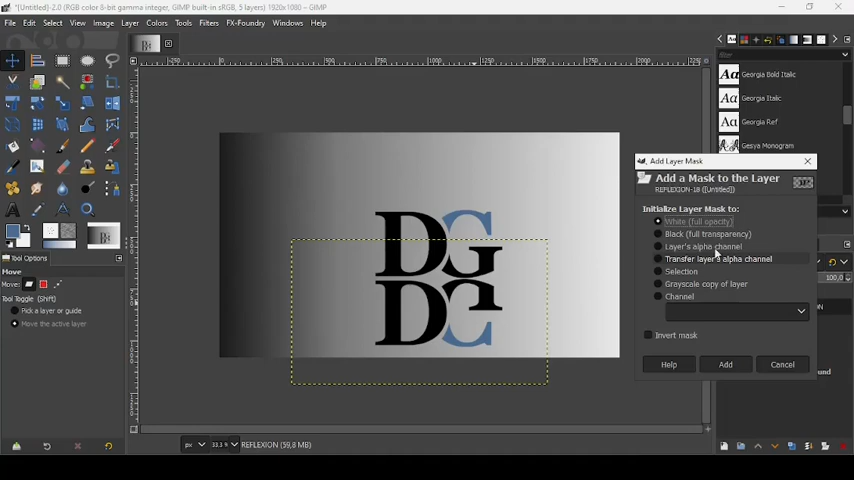 *[Untitled]-2.0 (RGB color 8-bit gamma integer, GIMP built-in sRGB, 5 layers) 1920x1080 – GIMP
File Edit Select View Image Layer Colors Tools Filters FX-Foundry Windows Help
filter
Aa Georgia Bold Italic
Aa Georgia Italic
Aa Georgia Ref
Gesya Monogram
Add Layer Mask
Add a Mask to the Layer
Initialize Layer Mask to:
White (full opacity)
Black (full transparency)
Layer's alpha channel
Transfer layer's alpha channel
Selection
Grayscale copy of layer
Channel
Invert mask
Help Add Cancel
100,0
Tool Options
Move
Move:
Tool Toggle (Shift)
Pick a layer or guide
Move the active layer
DG
px 33.3 % REFLEXION (59,8 MB)